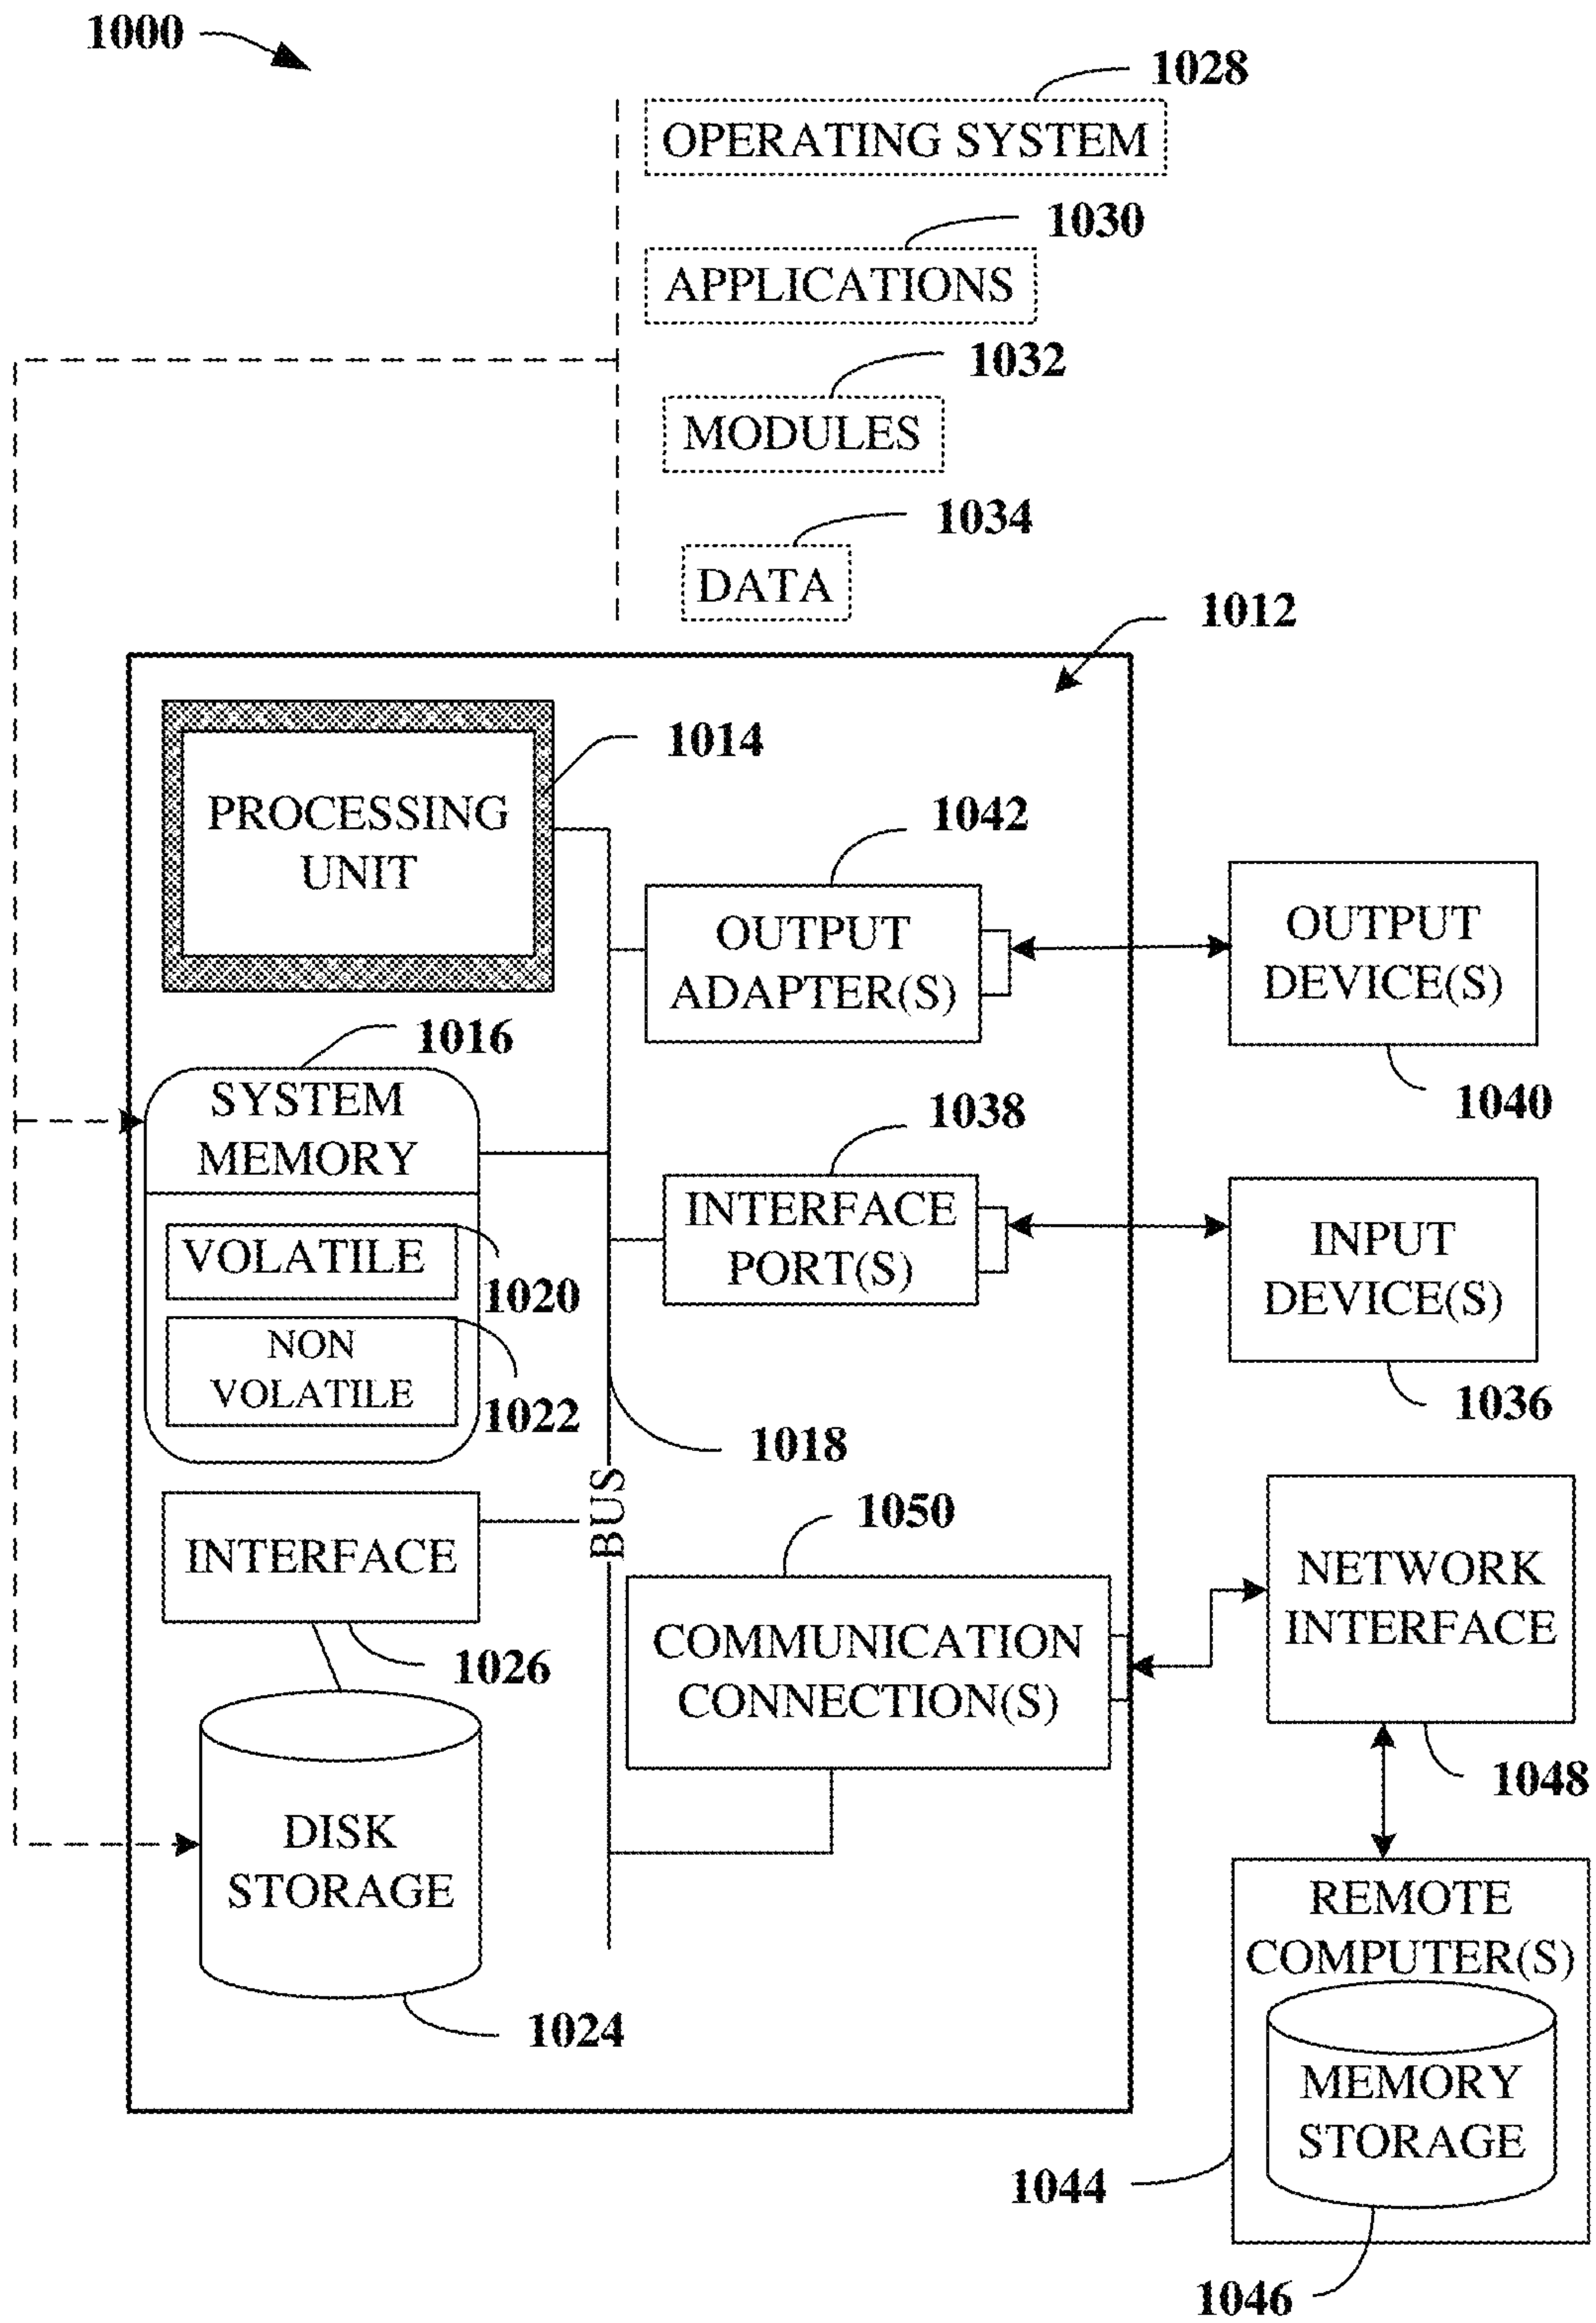 1000
1028
OPERATING SYSTEM
1030
APPLICATIONS
1032
MODULES
1034
DATA
1012
1014
PROCESSING
UNIT
1042
OUTPUT
ADAPTER(S)
OUTPUT
DEVICE(S)
1040
1016
SYSTEM
MEMORY
VOLATILE
1020
NON
VOLATILE
1022
1038
INTERFACE
PORT(S)
INPUT
DEVICE(S)
1036
1018
BUS
INTERFACE
1026
1050
COMMUNICATION
CONNECTION(S)
NETWORK
INTERFACE
1048
DISK
STORAGE
1024
REMOTE
COMPUTER(S)
MEMORY
STORAGE
1044
1046